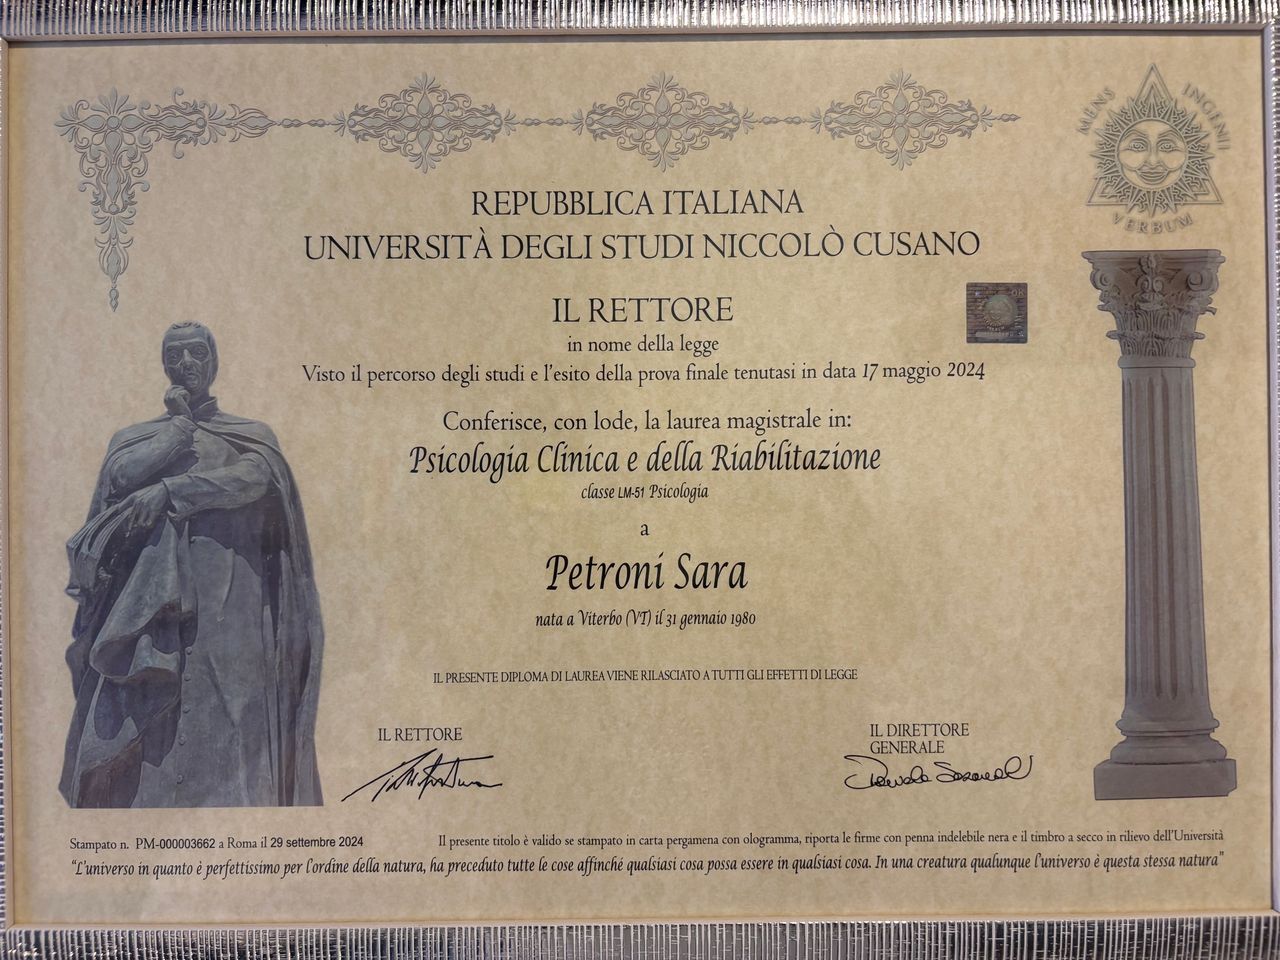 MENS INGENII
VERBUM
REPUBBLICA ITALIANA
UNIVERSITÀ DEGLI STUDI NICCOLÒ CUSANO
IL RETTORE
in nome della legge
Visto il percorso degli studi e l'esito della prova finale tenutasi in data 17 maggio 2024
Conferisce, con lode, la laurea magistrale in:
Psicologia Clinica e della Riabilitazione
classe LM-51 Psicologia
a
Petroni Sara
nata a Viterbo (VT) il 31 gennaio 1980
IL PRESENTE DIPLOMA DI LAUREA VIENE RILASCIATO A TUTTI GLI EFFETTI DI LEGGE
IL RETTORE
IL DIRETTORE
GENERALE
Stampato n. PM-000003662 a Roma il 29 settembre 2024
Il presente titolo è valido se stampato in carta pergamena con ologramma, riporta le firme con penna indelebile nera e il timbro a secco in rilievo dell'Università
"L'universo in quanto è perfettissimo per l'ordine della natura, ha preceduto tutte le cose affinché qualsiasi cosa possa essere in qualsiasi cosa. In una creatura qualunque l'universo è questa stessa natura"